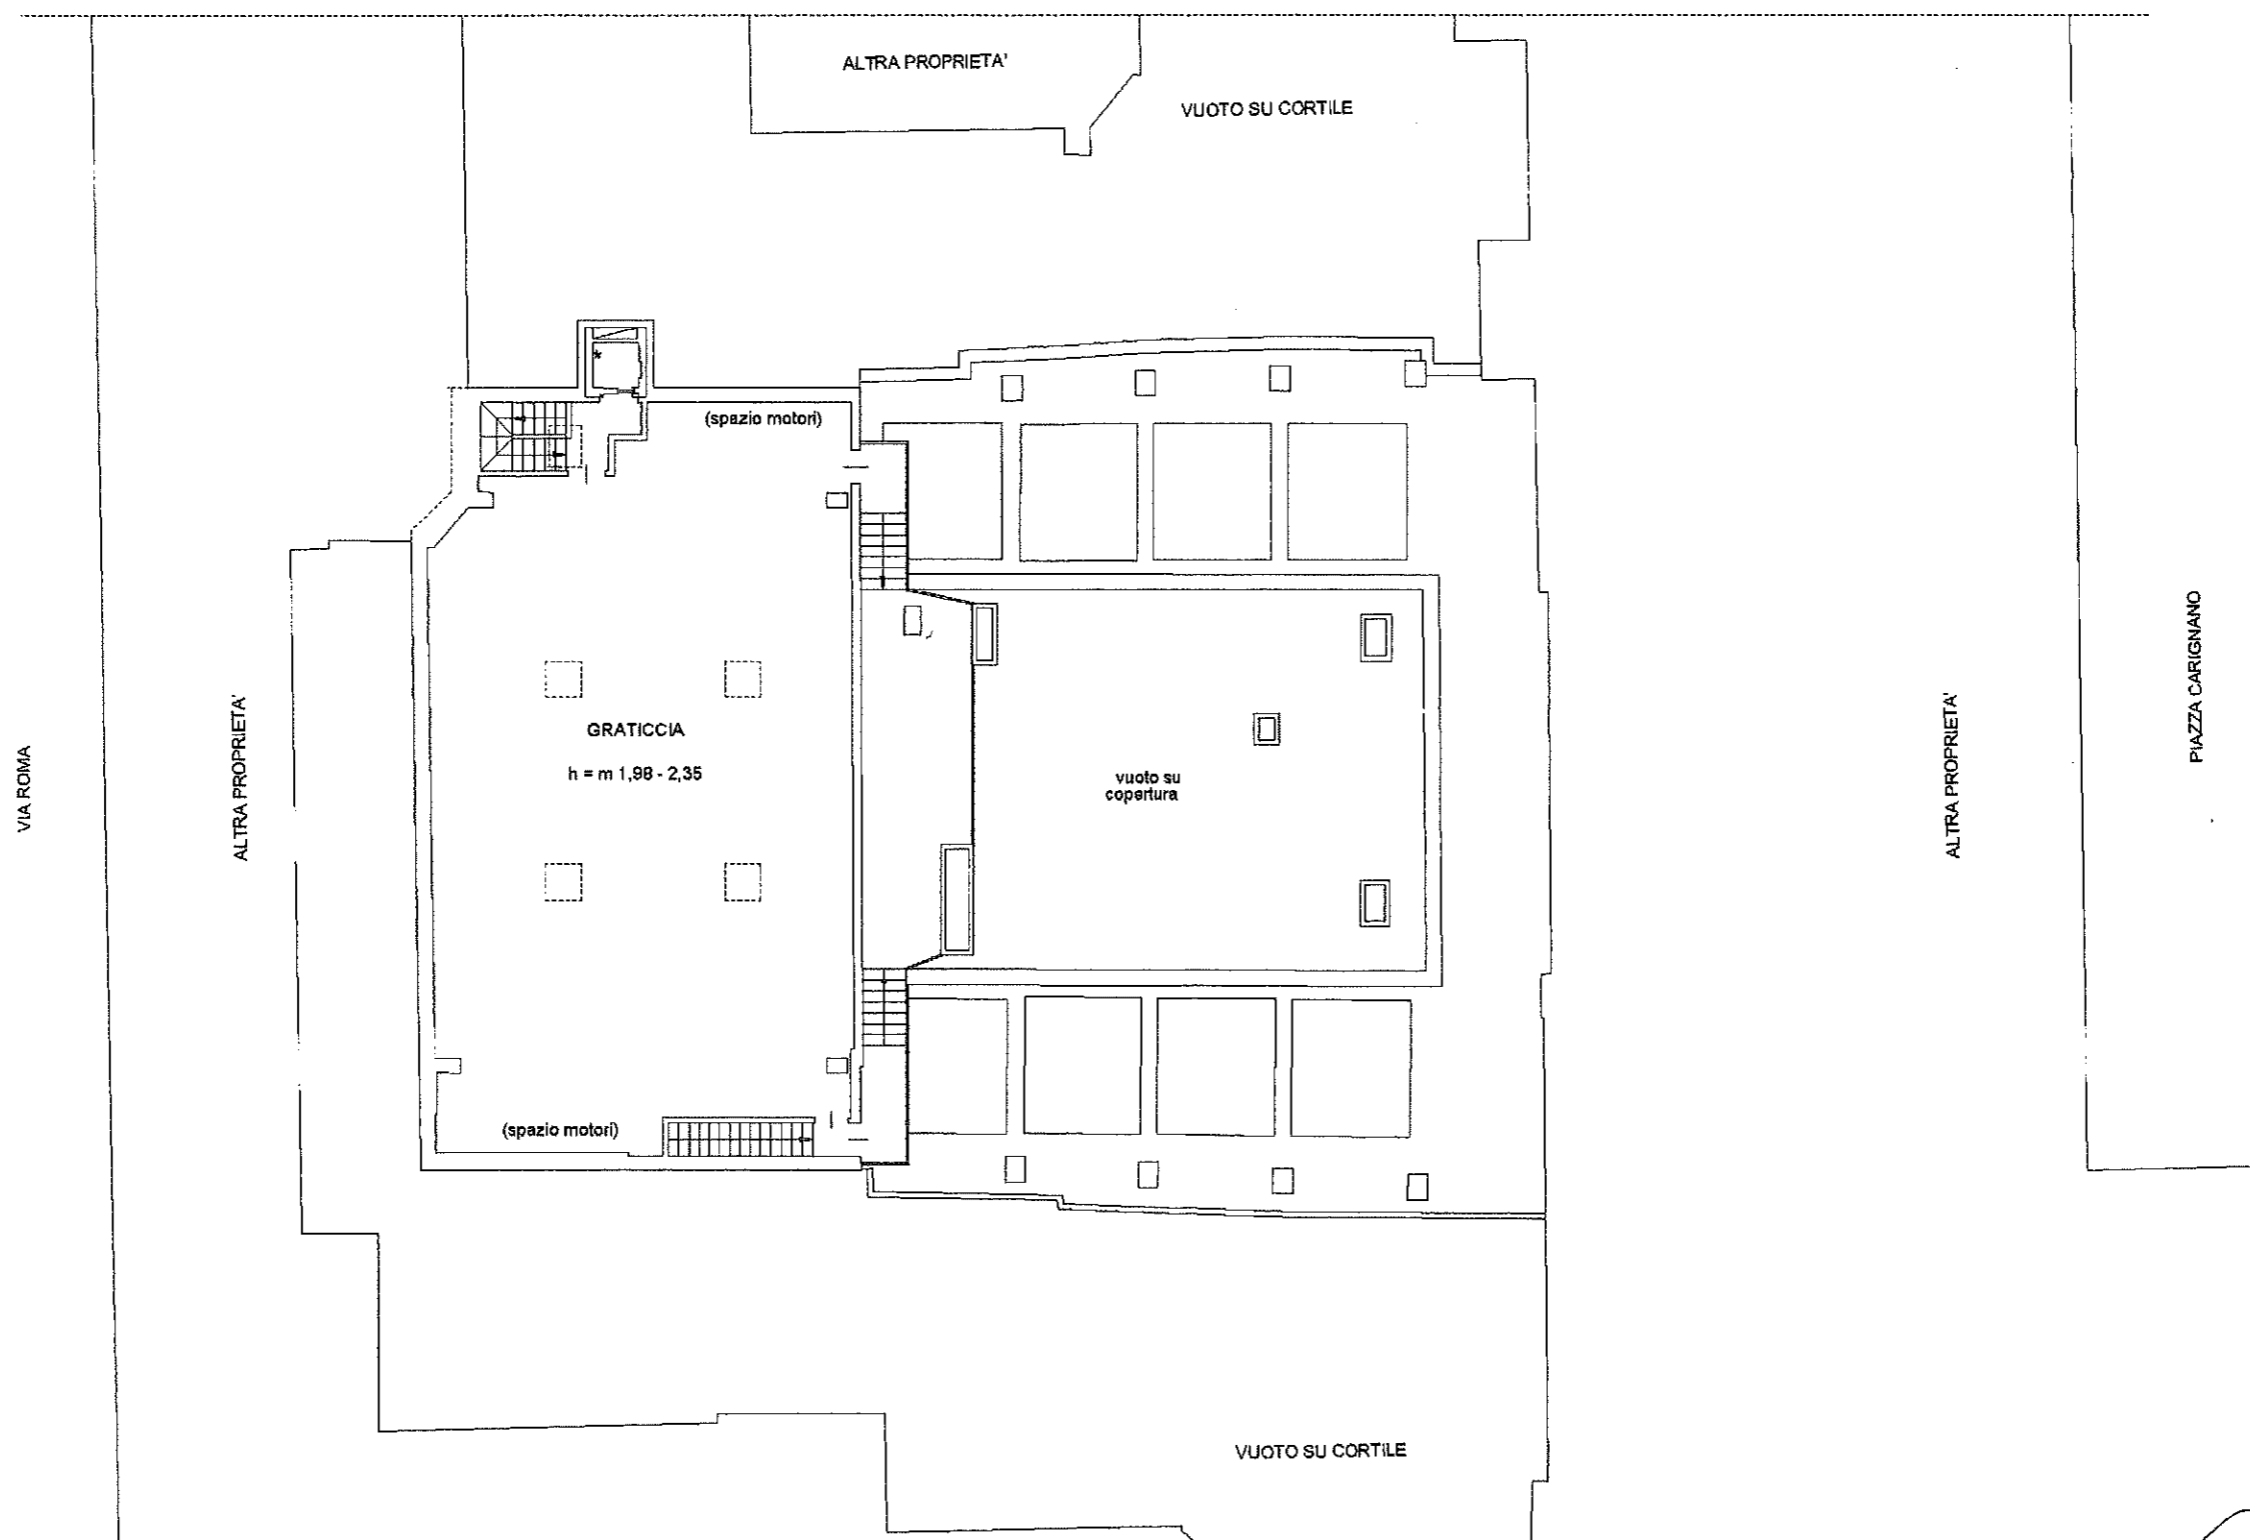 ALTRA PROPRIETA'
VUOTO SU CORTILE
(spazio motori)
VIA ROMA
ALTRA PROPRIETA'
GRATICCIA
h = m 1,98 - 2,35
vuoto su
copertura
ALTRA PROPRIETA'
PIAZZA CARIGNANO
(spazio motori)
VUOTO SU CORTILE